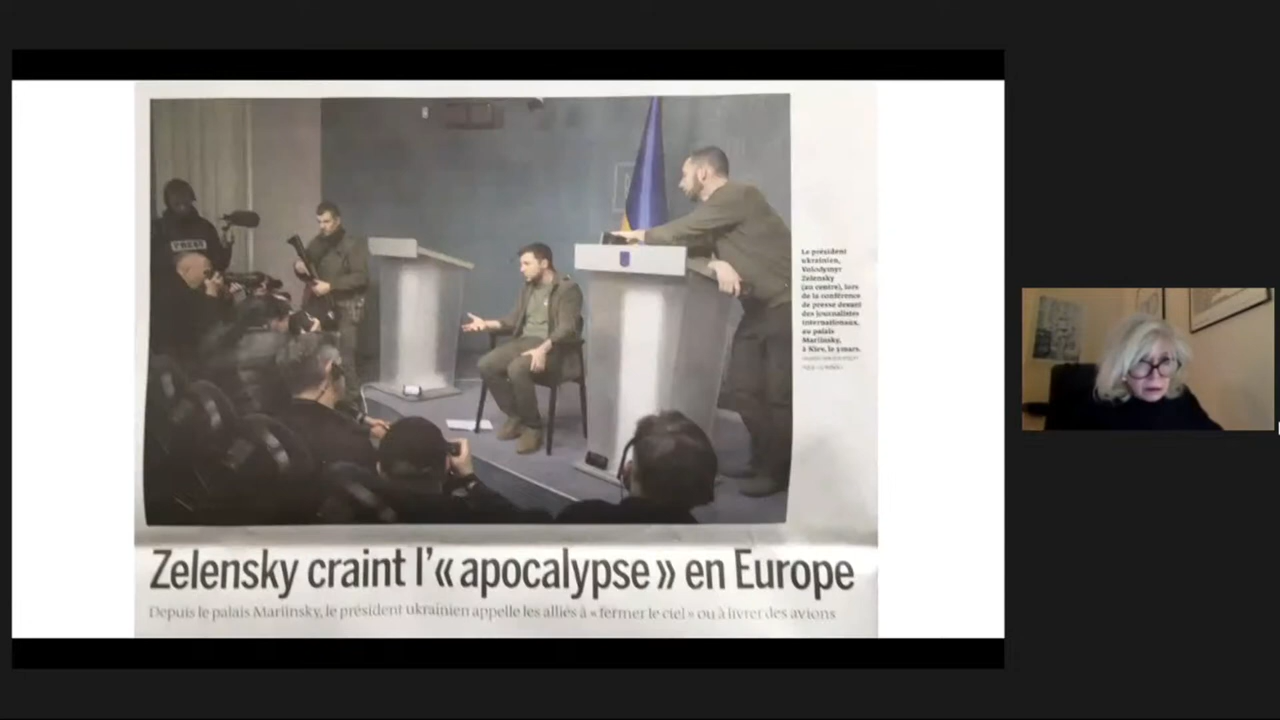 PRESS
Le président
ukrainien,
Volodymyr
Zelensky
(au centre), lors
de la conférence
de presse devant
des journalistes
internationaux,
au palais
Mariinsky,
à Kiev, le 3 mars.
Zelensky craint l'« apocalypse » en Europe
Depuis le palais Mariinsky, le président ukrainien appelle les alliés à « fermer le ciel » ou à livrer des avions